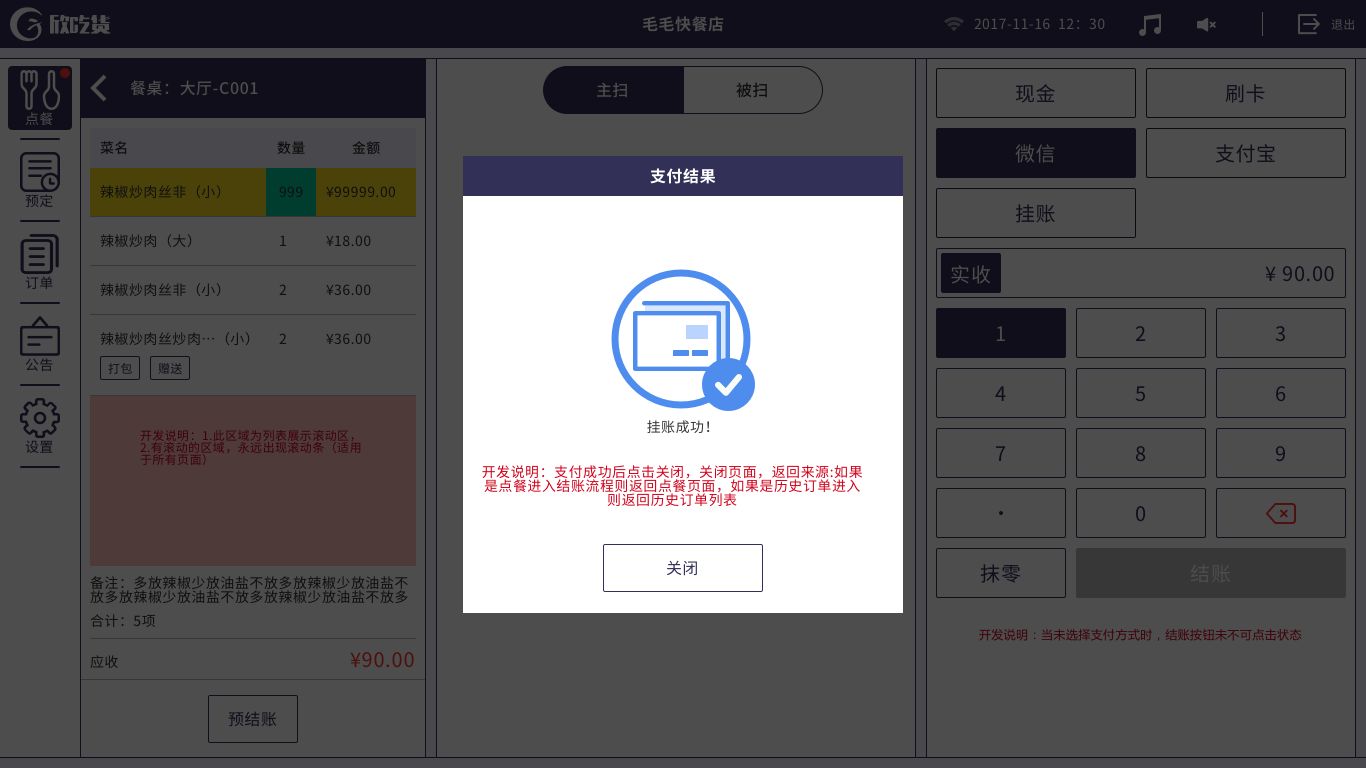 欣吃货
毛毛快餐店
2017-11-16 12：30
退出
点餐
预定
订单
公告
设置
餐桌：大厅-C001
菜名 数量 金额
辣椒炒肉丝非（小） 999 ¥99999.00
辣椒炒肉（大） 1 ¥18.00
辣椒炒肉丝非（小） 2 ¥36.00
辣椒炒肉丝炒肉…（小） 2 ¥36.00
打包 赠送
开发说明：1.此区域为列表展示滚动区，
2.有滚动的区域，永远出现滚动条（适用
于所有页面）
备注：多放辣椒少放油盐不放多放辣椒少放油盐不
放多放辣椒少放油盐不放多放辣椒少放油盐不放多
合计：5项
应收 ¥90.00
预结账
主扫 被扫
支付结果
挂账成功！
开发说明：支付成功后点击关闭，关闭页面，返回来源:如果
是点餐进入结账流程则返回点餐页面，如果是历史订单进入
则返回历史订单列表
关闭
现金 刷卡
微信 支付宝
挂账
实收 ¥ 90.00
1 2 3
4 5 6
7 8 9
· 0
抹零 结账
开发说明：当未选择支付方式时，结账按钮未不可点击状态